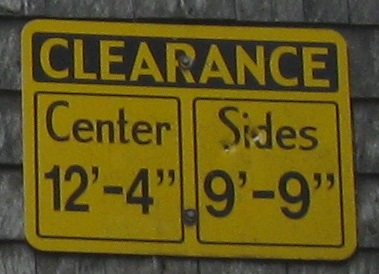 CLEARANCE
Center Sides
12'-4" 9'-9"